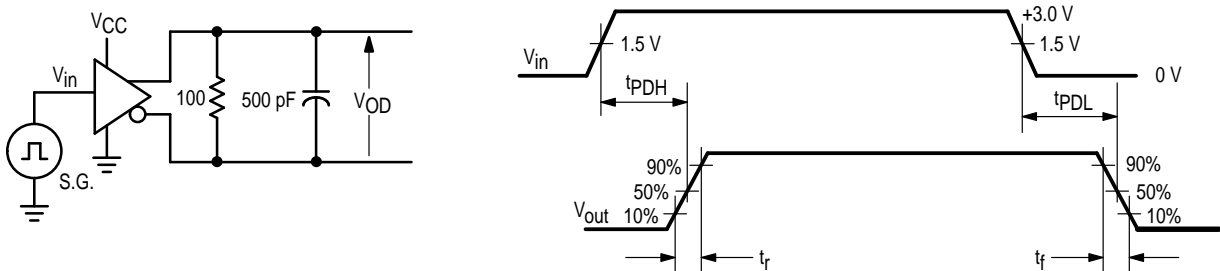 VCC
Vin
100
500 pF
VOD
S.G.
+3.0 V
1.5 V
1.5 V
Vin
0 V
tPDH
tPDL
90%
90%
50%
50%
Vout
10%
10%
tr
tf